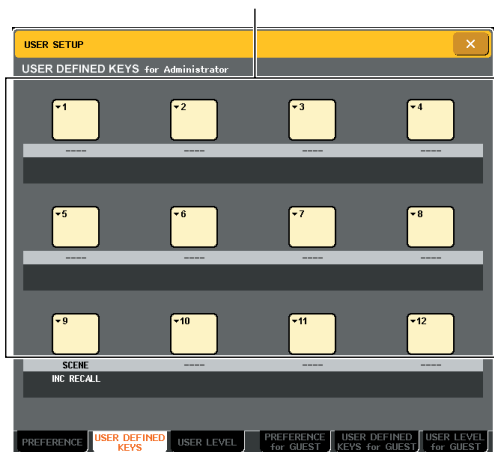 USER SETUP
×
USER DEFINED KEYS for Administrator
1
2
3
4
---- ---- ---- ----
5
6
7
8
---- ---- ---- ----
9
10
11
12
SCENE ---- ---- ----
INC RECALL
PREFERENCE
USER DEFINED
KEYS
USER LEVEL
PREFERENCE
for GUEST
USER DEFINED
KEYS for GUEST
USER LEVEL
for GUEST